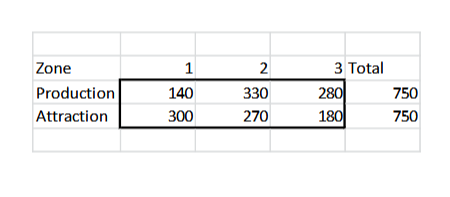 Zone 1 2 3 Total
Production 140 330 280 750
Attraction 300 270 180 750